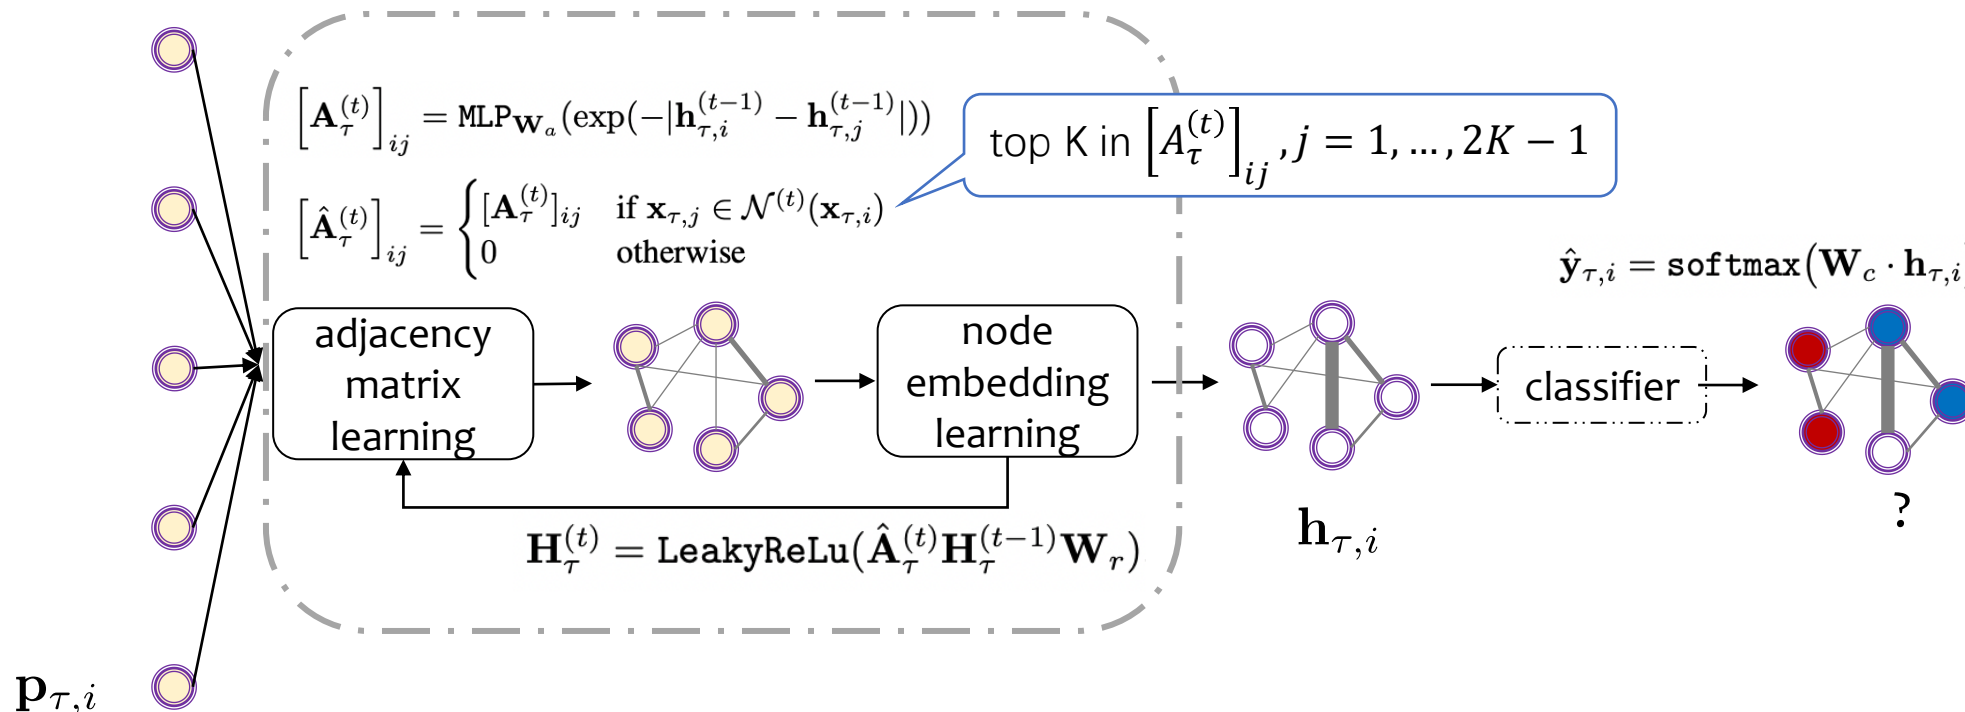 [A_τ^(t)]_ij = MLP_W_a(exp(-|h_τ,i^(t-1) - h_τ,j^(t-1)|))
top K in [A_τ^(t)]_ij, j = 1, ..., 2K - 1
[Â_τ^(t)]_ij = { [A_τ^(t)]_ij if x_τ,j ∈ N^(t)(x_τ,i)
0 otherwise
ŷ_τ,i = softmax(W_c · h_τ,i)
adjacency
matrix
learning
node
embedding
learning
classifier
H_τ^(t) = LeakyReLu(Â_τ^(t) H_τ^(t-1) W_r)
h_τ,i
?
p_τ,i